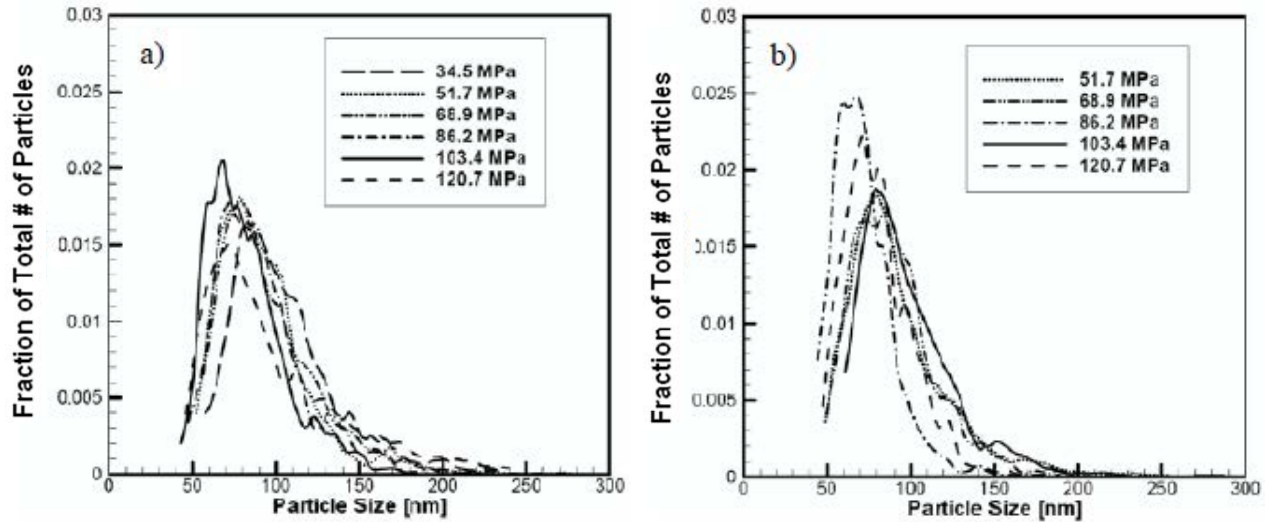 a)
34.5 MPa
51.7 MPa
68.9 MPa
86.2 MPa
103.4 MPa
120.7 MPa
Fraction of Total # of Particles
0.03
0.025
0.02
0.015
0.01
0.005
0
0
50
100
150
200
250
300
Particle Size [nm]
b)
51.7 MPa
68.9 MPa
86.2 MPa
103.4 MPa
120.7 MPa
Fraction of Total # of Particles
0.03
0.025
0.02
0.015
0.01
0.005
0
0
50
100
150
200
250
300
Particle Size [nm]